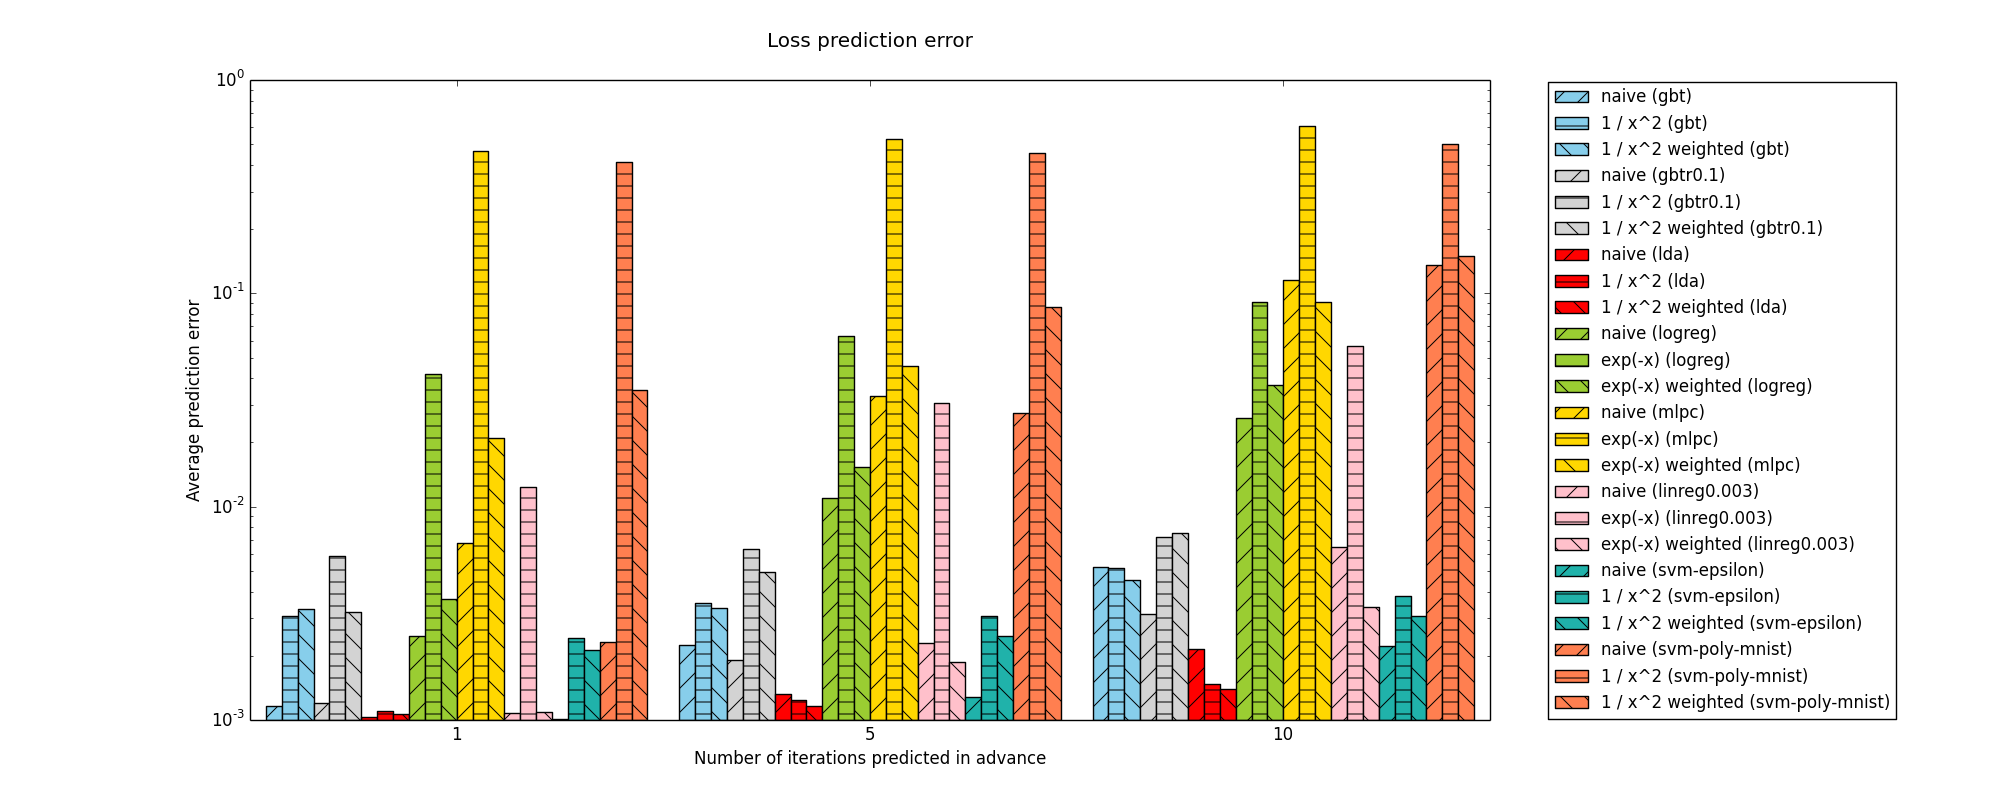 Loss prediction error
10^0
10^-1
10^-2
10^-3
Average prediction error
1
5
10
Number of iterations predicted in advance
naive (gbt)
1 / x^2 (gbt)
1 / x^2 weighted (gbt)
naive (gbtr0.1)
1 / x^2 (gbtr0.1)
1 / x^2 weighted (gbtr0.1)
naive (lda)
1 / x^2 (lda)
1 / x^2 weighted (lda)
naive (logreg)
exp(-x) (logreg)
exp(-x) weighted (logreg)
naive (mlpc)
exp(-x) (mlpc)
exp(-x) weighted (mlpc)
naive (linreg0.003)
exp(-x) (linreg0.003)
exp(-x) weighted (linreg0.003)
naive (svm-epsilon)
1 / x^2 (svm-epsilon)
1 / x^2 weighted (svm-epsilon)
naive (svm-poly-mnist)
1 / x^2 (svm-poly-mnist)
1 / x^2 weighted (svm-poly-mnist)